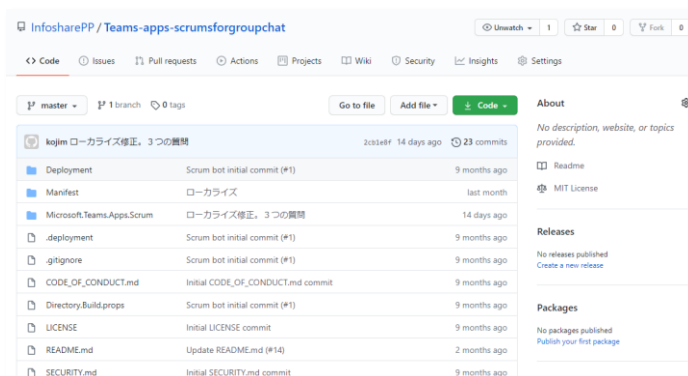 InfosharePP / Teams-apps-scrumsforgroupchat
Unwatch 1 Star 0 Fork 0
Code Issues Pull requests Actions Projects Wiki Security Insights Settings
master 1 branch 0 tags Go to file Add file Code
About
No description, website, or topics provided.
Readme
MIT License
Releases
No releases published
Create a new release
Packages
No packages published
Publish your first package
kojim ローカライズ修正。３つの質問 2cb1e8f 14 days ago 23 commits
Deployment Scrum bot initial commit (#1) 9 months ago
Manifest ローカライズ last month
Microsoft.Teams.Apps.Scrum ローカライズ修正。３つの質問 14 days ago
.deployment Scrum bot initial commit (#1) 9 months ago
.gitignore Scrum bot initial commit (#1) 9 months ago
CODE_OF_CONDUCT.md Initial CODE_OF_CONDUCT.md commit 9 months ago
Directory.Build.props Scrum bot initial commit (#1) 9 months ago
LICENSE Initial LICENSE commit 9 months ago
README.md Update README.md (#14) 2 months ago
SECURITY.md Initial SECURITY.md commit 9 months ago